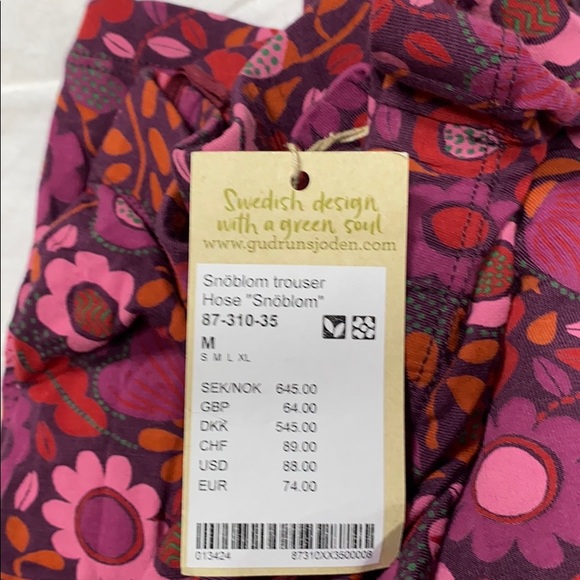 Swedish design
with a green soul
www.gudrunsjoden.com
Snöblom trouser
Hose "Snöblom"
87-310-35
M
S M L XL
SEK/NOK 645.00
GBP 64.00
DKK 545.00
CHF 89.00
USD 88.00
EUR 74.00
013424 87310XX3500008